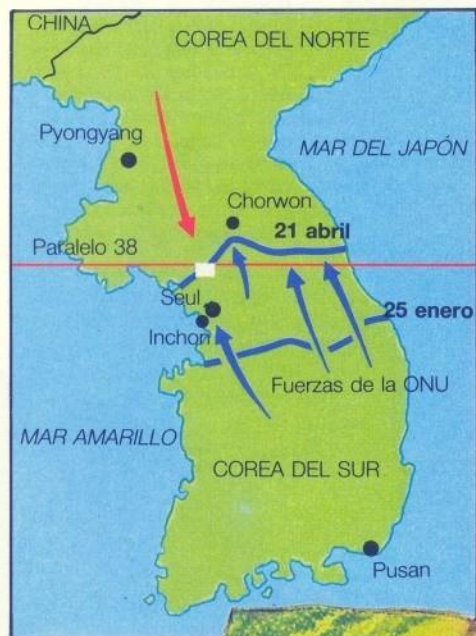 CHINA
COREA DEL NORTE
Pyongyang
MAR DEL JAPÓN
Chorwon
21 abril
Paralelo 38
Seul
25 enero
Inchon
Fuerzas de la ONU
MAR AMARILLO
COREA DEL SUR
Pusan